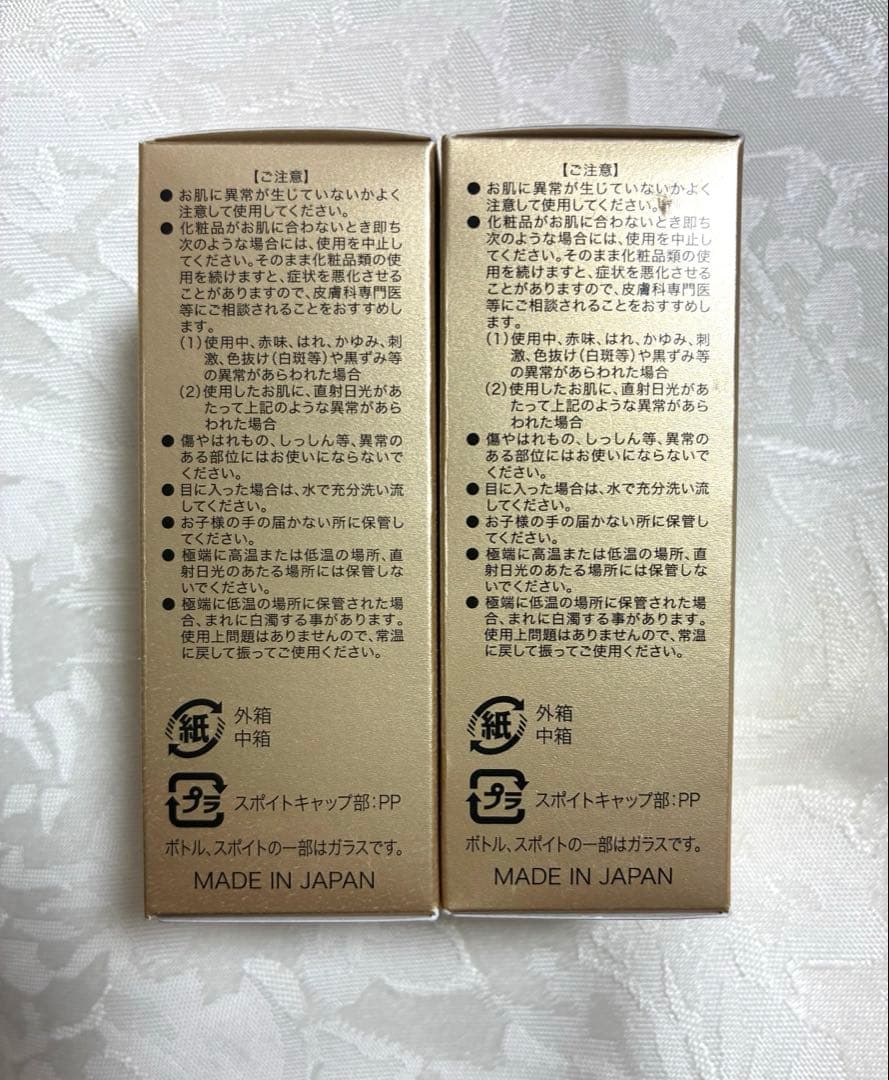 【ご注意】
● お肌に異常が生じていないかよく
注意して使用してください。
● 化粧品がお肌に合わないとき即ち
次のような場合には、使用を中止し
てください。そのまま化粧品類の使
用を続けますと、症状を悪化させる
ことがありますので、皮膚科専門医
等にご相談されることをおすすめし
ます。
(1)使用中、赤味、はれ、かゆみ、刺
激、色抜け(白斑等)や黒ずみ等
の異常があらわれた場合
(2)使用したお肌に、直射日光があ
たって上記のような異常があら
われた場合
● 傷やはれもの、しっしん等、異常の
ある部位にはお使いにならないで
ください。
● 目に入った場合は、水で充分洗い流
してください。
● お子様の手の届かない所に保管し
てください。
● 極端に高温または低温の場所、直
射日光のあたる場所には保管しな
いでください。
● 極端に低温の場所に保管された場
合、まれに白濁する事があります。
使用上問題はありませんので、常温
に戻して振ってご使用ください。
紙
外箱
中箱
プラ
スポイトキャップ部:PP
ボトル、スポイトの一部はガラスです。
MADE IN JAPAN
【ご注意】
● お肌に異常が生じていないかよく
注意して使用してください。
● 化粧品がお肌に合わないとき即ち
次のような場合には、使用を中止し
てください。そのまま化粧品類の使
用を続けますと、症状を悪化させる
ことがありますので、皮膚科専門医
等にご相談されることをおすすめし
ます。
(1)使用中、赤味、はれ、かゆみ、刺
激、色抜け(白斑等)や黒ずみ等
の異常があらわれた場合
(2)使用したお肌に、直射日光があ
たって上記のような異常があら
われた場合
● 傷やはれもの、しっしん等、異常の
ある部位にはお使いにならないで
ください。
● 目に入った場合は、水で充分洗い流
してください。
● お子様の手の届かない所に保管し
てください。
● 極端に高温または低温の場所、直
射日光のあたる場所には保管しな
いでください。
● 極端に低温の場所に保管された場
合、まれに白濁する事があります。
使用上問題はありませんので、常温
に戻して振ってご使用ください。
紙
外箱
中箱
プラ
スポイトキャップ部:PP
ボトル、スポイトの一部はガラスです。
MADE IN JAPAN